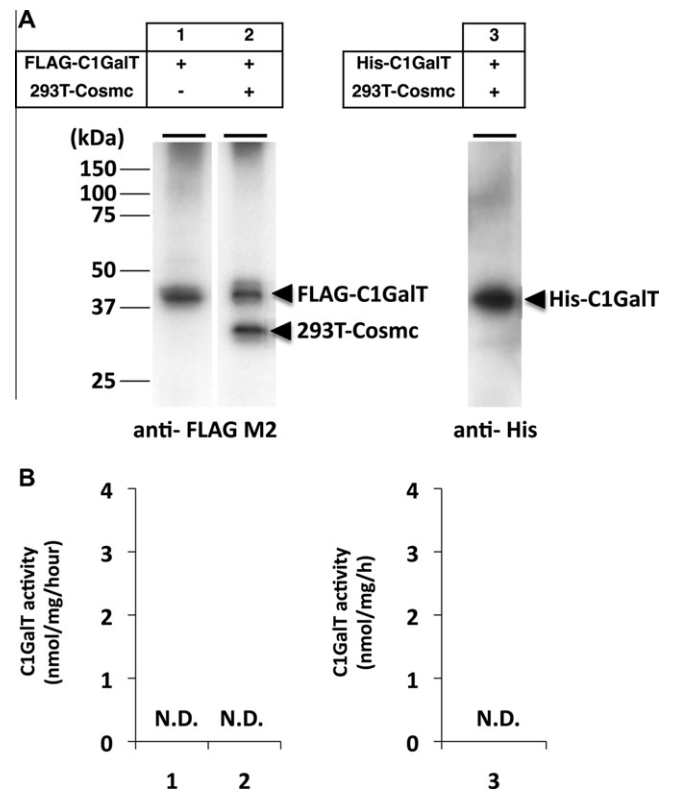 A
1 2
FLAG-C1GalT + +
293T-Cosmc - +
3
His-C1GalT +
293T-Cosmc +
(kDa)
150
100
75
50
37
25
FLAG-C1GalT
293T-Cosmc
His-C1GalT
anti- FLAG M2
anti- His
B
C1GalT activity
(nmol/mg/hour)
4
3
2
1
0
N.D. N.D.
1 2
C1GalT activity
(nmol/mg/h)
4
3
2
1
0
N.D.
3